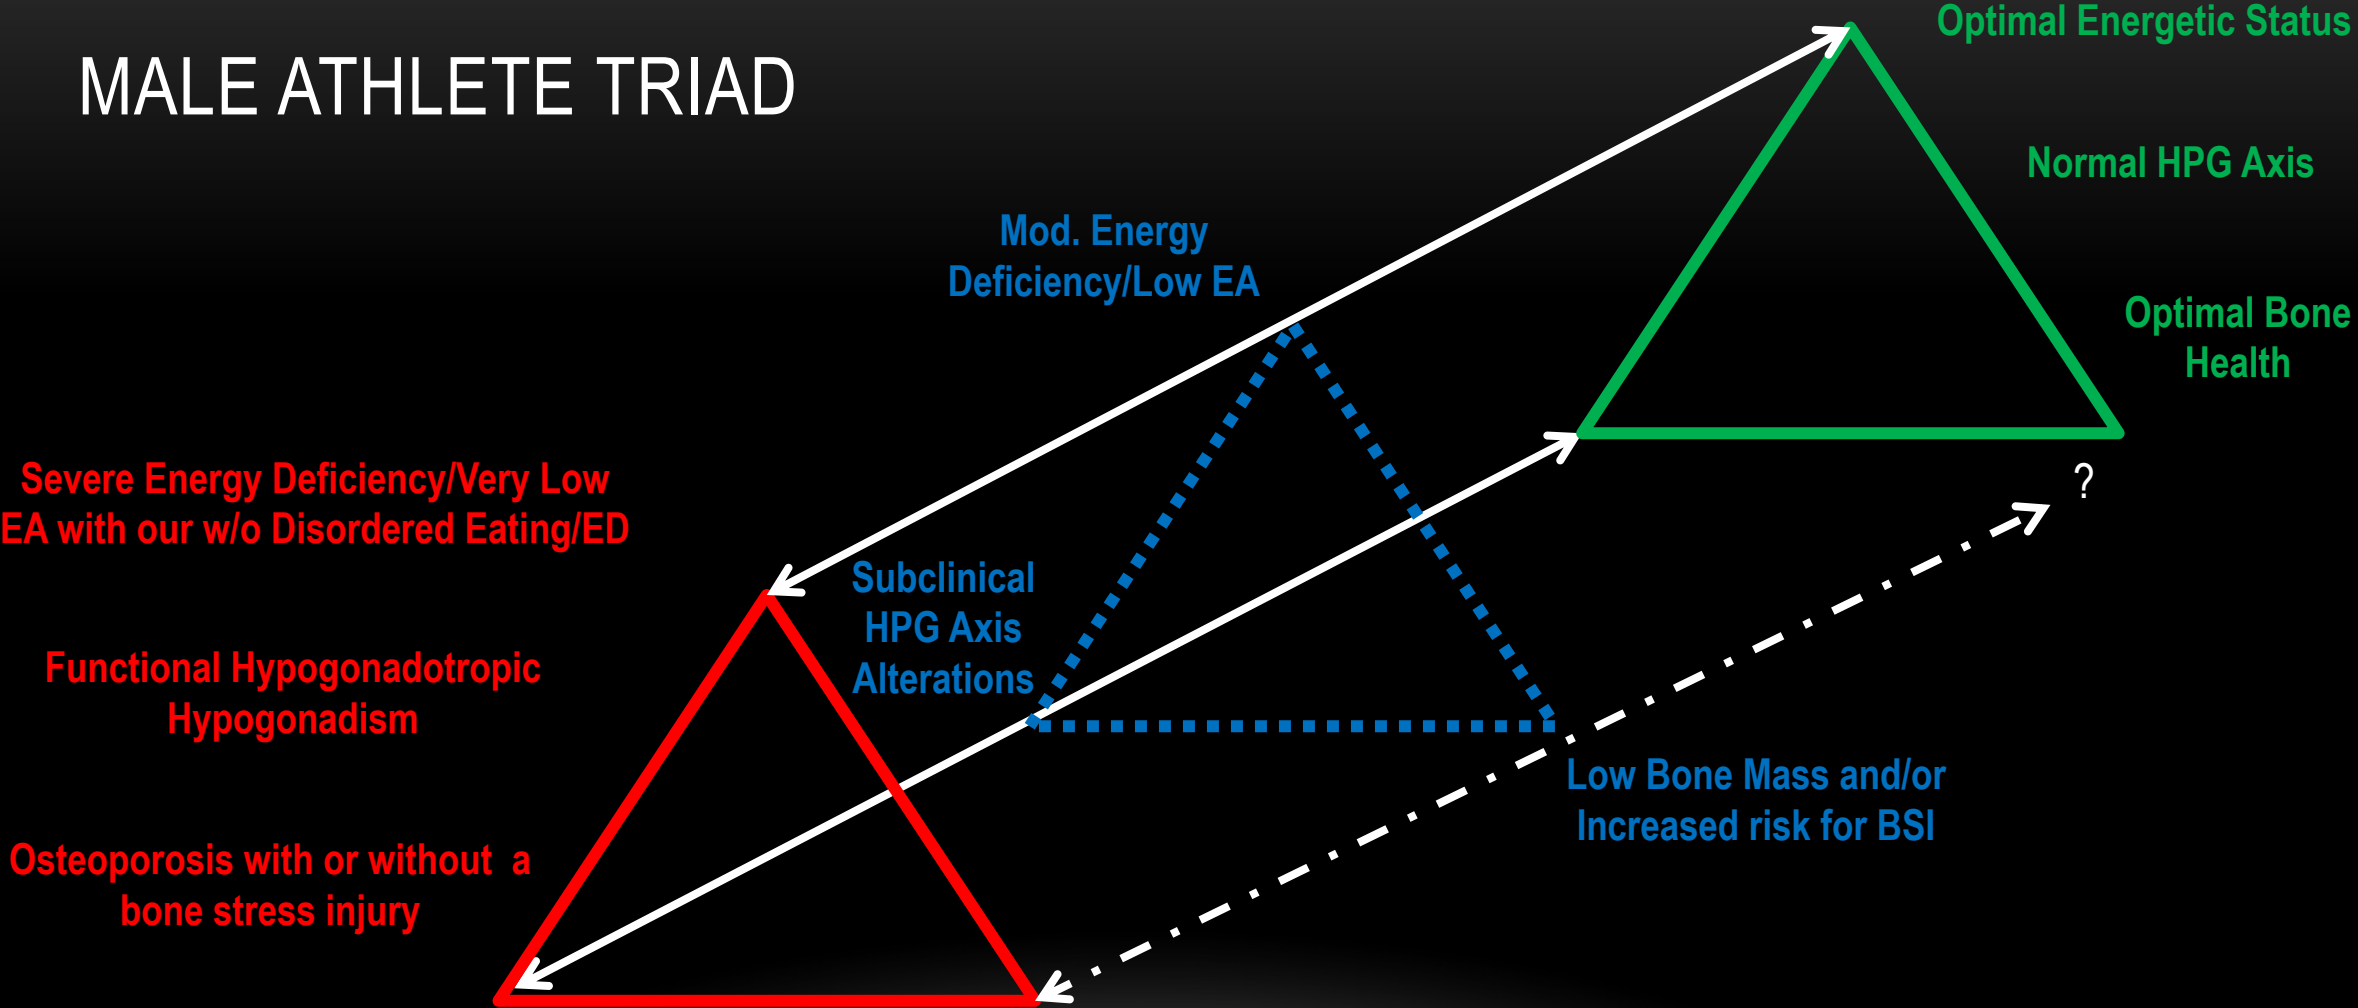 MALE ATHLETE TRIAD
Optimal Energetic Status
Normal HPG Axis
Optimal Bone
Health
?
Mod. Energy
Deficiency/Low EA
Subclinical
HPG Axis
Alterations
Low Bone Mass and/or
Increased risk for BSI
Severe Energy Deficiency/Very Low
EA with our w/o Disordered Eating/ED
Functional Hypogonadotropic
Hypogonadism
Osteoporosis with or without  a
bone stress injury